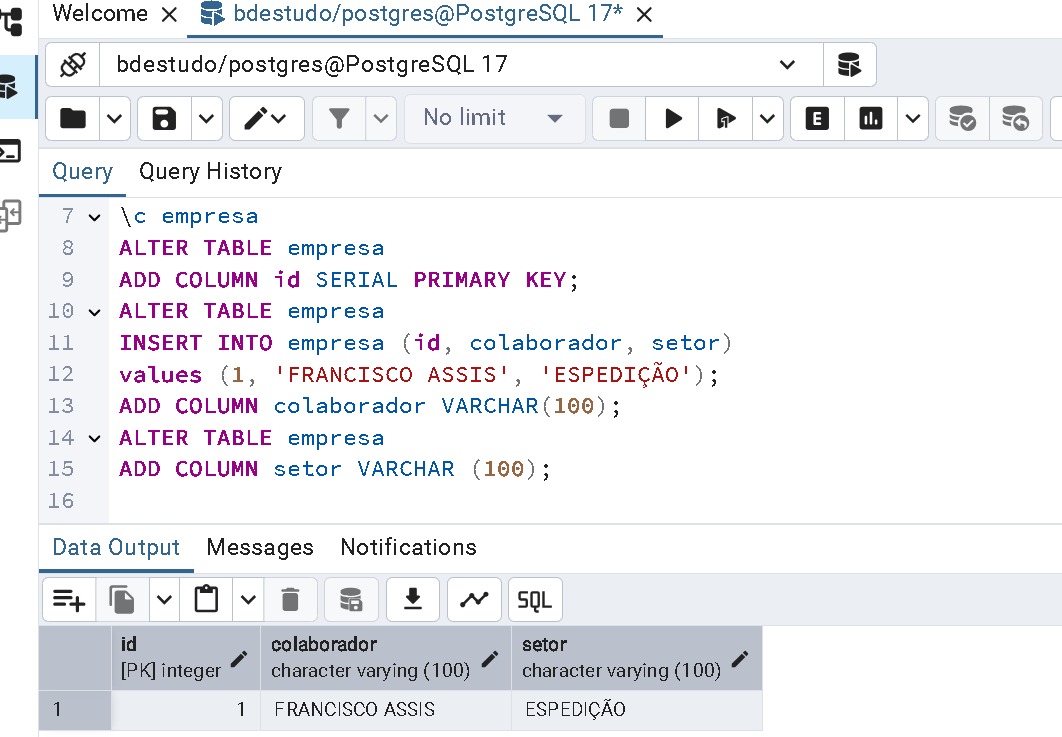 Welcome
bdestudo/postgres@PostgreSQL 17*
bdestudo/postgres@PostgreSQL 17
No limit
E
Query
Query History
7 \c empresa
8 ALTER TABLE empresa
9 ADD COLUMN id SERIAL PRIMARY KEY;
10 ALTER TABLE empresa
11 INSERT INTO empresa (id, colaborador, setor)
12 values (1, 'FRANCISCO ASSIS', 'ESPEDIÇÃO');
13 ADD COLUMN colaborador VARCHAR(100);
14 ALTER TABLE empresa
15 ADD COLUMN setor VARCHAR (100);
16
Data Output
Messages
Notifications
SQL
id
[PK] integer
colaborador
character varying (100)
setor
character varying (100)
1 1 FRANCISCO ASSIS ESPEDIÇÃO